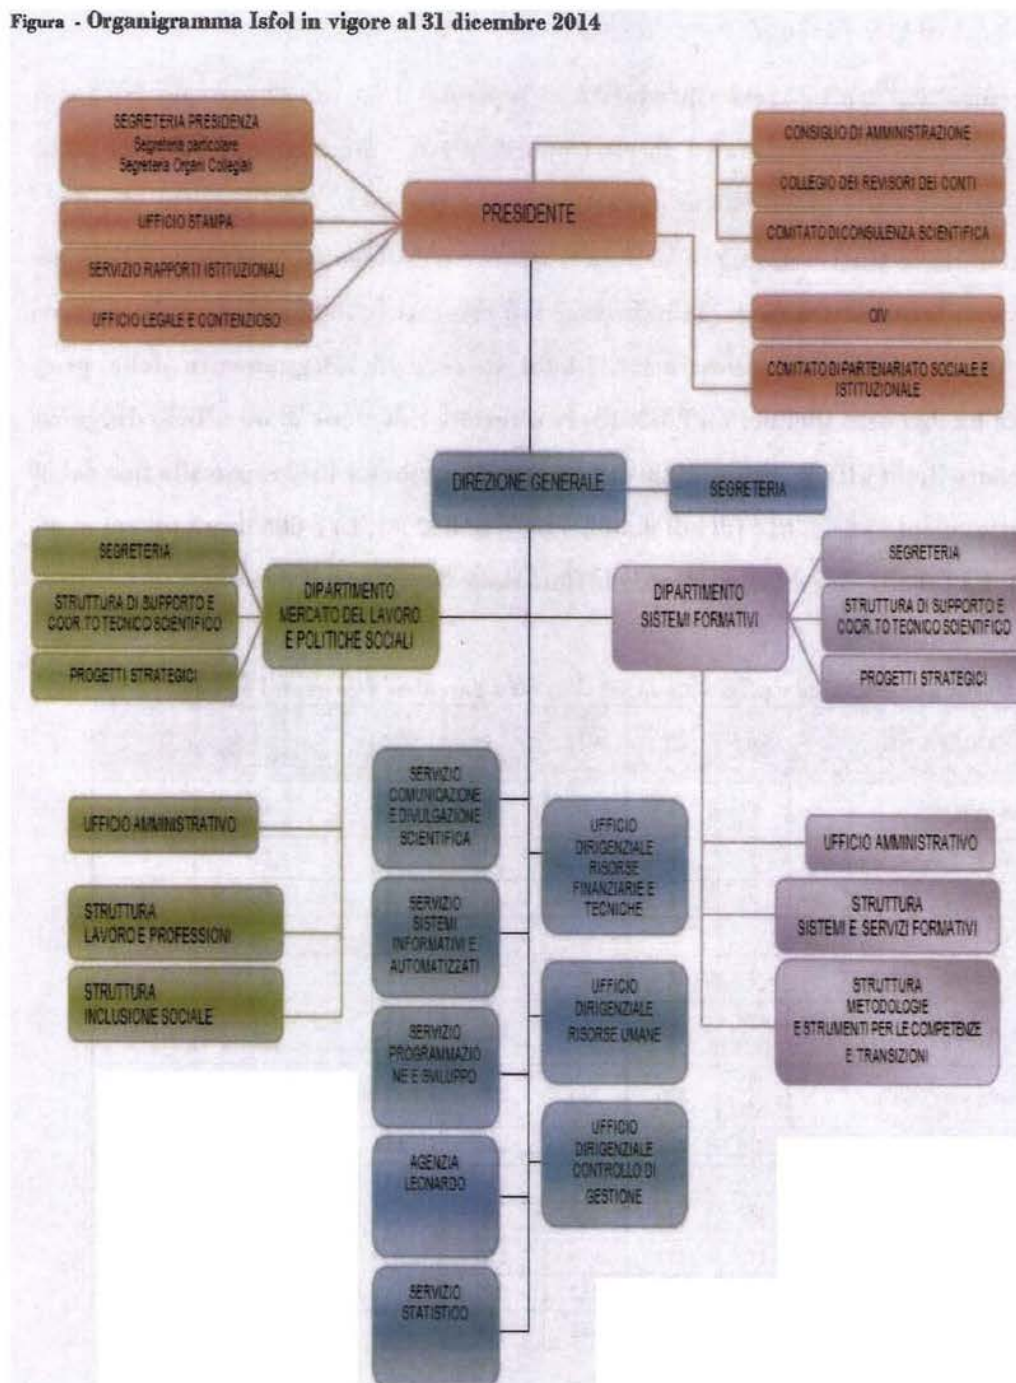 Figura - Organigramma Isfol in vigore al 31 dicembre 2014
SEGRETERIA PRESIDENZA
Segreteria particolare
Segreteria Organi Collegiali
UFFICIO STAMPA
SERVIZIO RAPPORTI ISTITUZIONALI
UFFICIO LEGALE E CONTENZIOSO
PRESIDENTE
CONSIGLIO DI AMMINISTRAZIONE
COLLEGIO DEI REVISORI DEI CONTI
COMITATO DI CONSULENZA SCIENTIFICA
OIV
COMITATO DI PARTENARIATO SOCIALE E
ISTITUZIONALE
DIREZIONE GENERALE
SEGRETERIA
SEGRETERIA
STRUTTURA DI SUPPORTO E
COOR.TO TECNICO SCIENTIFICO
PROGETTI STRATEGICI
DIPARTIMENTO
MERCATO DEL LAVORO
E POLITICHE SOCIALI
DIPARTIMENTO
SISTEMI FORMATIVI
SEGRETERIA
STRUTTURA DI SUPPORTO E
COOR.TO TECNICO SCIENTIFICO
PROGETTI STRATEGICI
UFFICIO AMMINISTRATIVO
STRUTTURA
LAVORO E PROFESSIONI
STRUTTURA
INCLUSIONE SOCIALE
SERVIZIO
COMUNICAZIONE
E DIVULGAZIONE
SCIENTIFICA
SERVIZIO
SISTEMI
INFORMATIVI E
AUTOMATIZZATI
SERVIZIO
PROGRAMMAZIO
NE E SVILUPPO
AGENZIA
LEONARDO
SERVIZIO
STATISTICO
UFFICIO
DIRIGENZIALE
RISORSE
FINANZIARIE E
TECNICHE
UFFICIO
DIRIGENZIALE
RISORSE UMANE
UFFICIO
DIRIGENZIALE
CONTROLLO DI
GESTIONE
UFFICIO AMMINISTRATIVO
STRUTTURA
SISTEMI E SERVIZI FORMATIVI
STRUTTURA
METODOLOGIE
E STRUMENTI PER LE COMPETENZE
E TRANSIZIONI